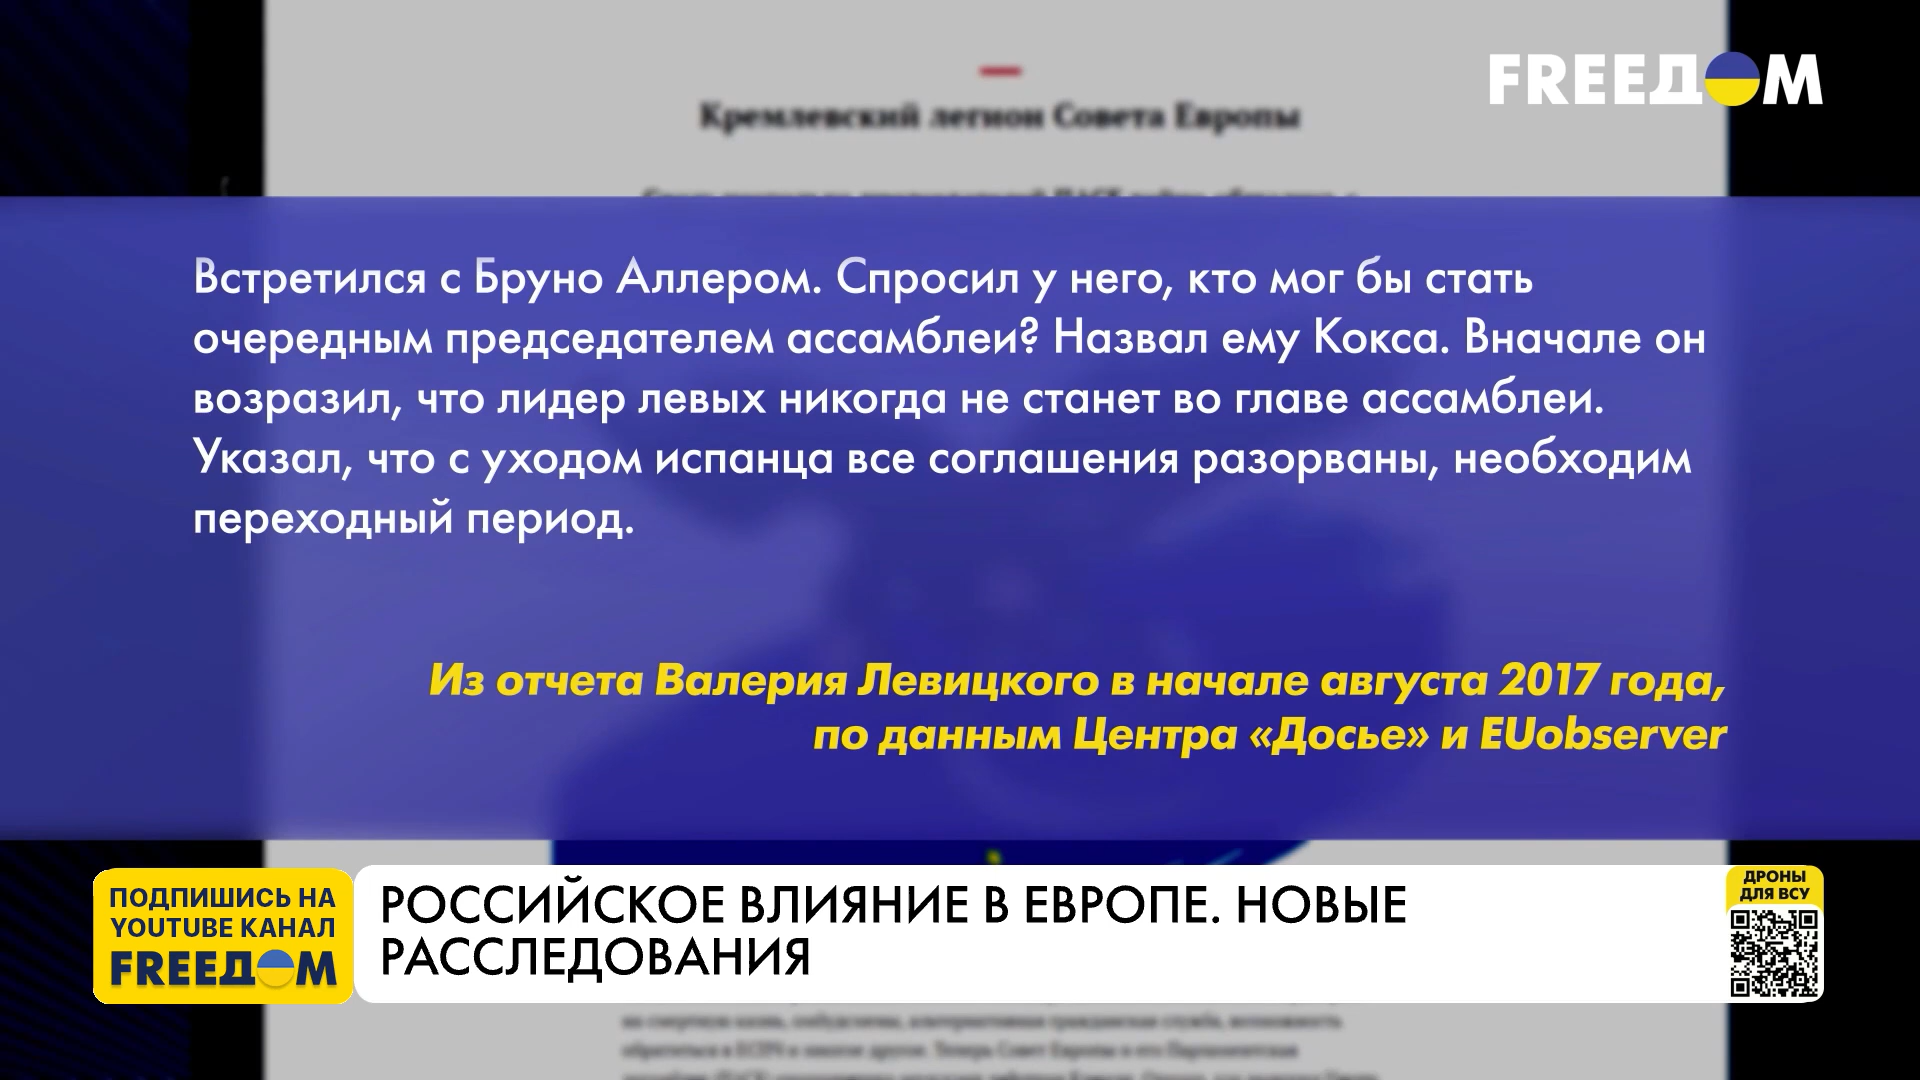 FREEДОМ
Кремлевский легион Совета Европы
Встретился с Бруно Аллером. Спросил у него, кто мог бы стать
очередным председателем ассамблеи? Назвал ему Кокса. Вначале он
возразил, что лидер левых никогда не станет во главе ассамблеи.
Указал, что с уходом испанца все соглашения разорваны, необходим
переходный период.
Из отчета Валерия Левицкого в начале августа 2017 года,
по данным Центра «Досье» и EUobserver
ПОДПИШИСЬ НА
YOUTUBE КАНАЛ
FREEДОМ
РОССИЙСКОЕ ВЛИЯНИЕ В ЕВРОПЕ. НОВЫЕ
РАССЛЕДОВАНИЯ
ДРОНЫ
ДЛЯ ВСУ